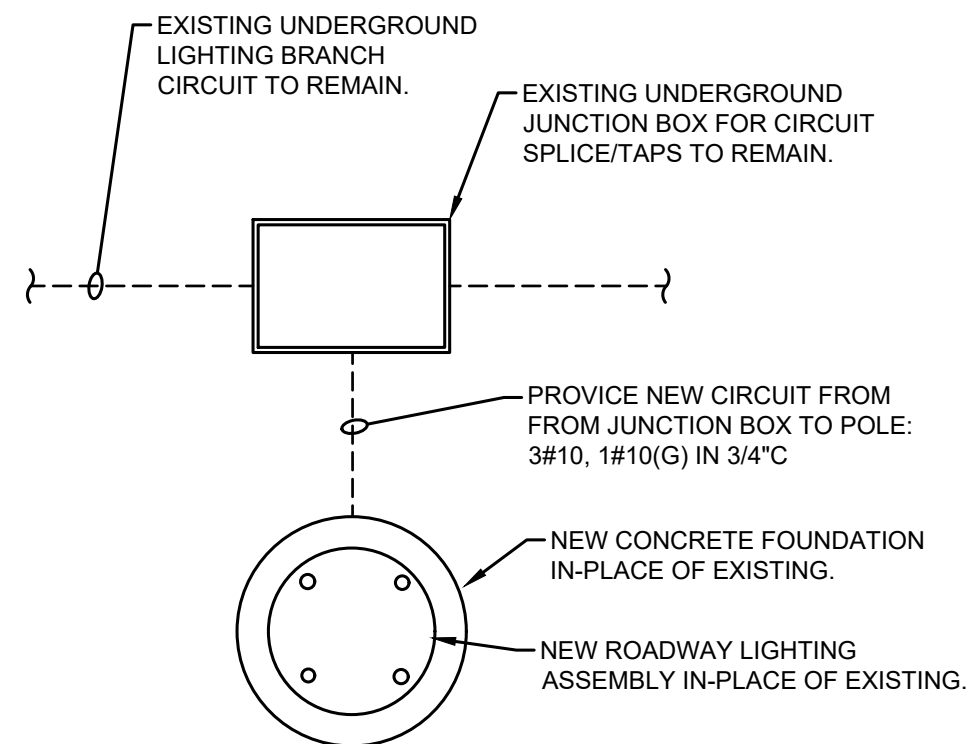 EXISTING UNDERGROUND
LIGHTING BRANCH
CIRCUIT TO REMAIN.
EXISTING UNDERGROUND
JUNCTION BOX FOR CIRCUIT
SPLICE/TAPS TO REMAIN.
PROVICE NEW CIRCUIT FROM
FROM JUNCTION BOX TO POLE:
3#10, 1#10(G) IN 3/4"C
NEW CONCRETE FOUNDATION
IN-PLACE OF EXISTING.
NEW ROADWAY LIGHTING
ASSEMBLY IN-PLACE OF EXISTING.